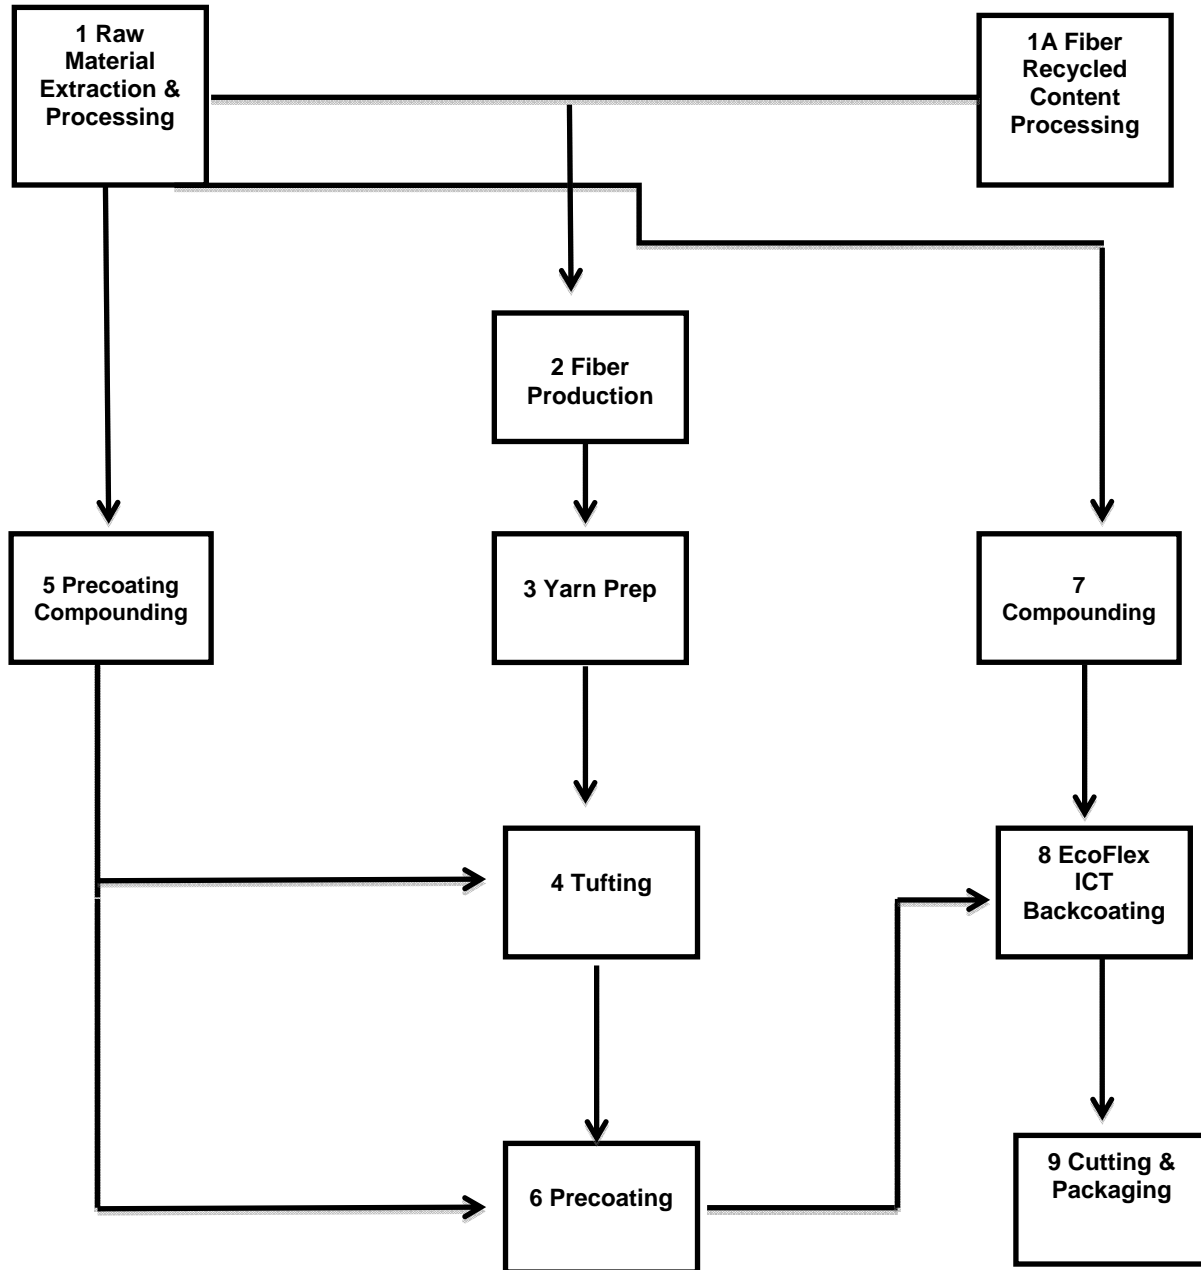 1 Raw
Material
Extraction &
Processing
1A Fiber
Recycled
Content
Processing
2 Fiber
Production
5 Precoating
Compounding
3 Yarn Prep
7
Compounding
4 Tufting
8 EcoFlex
ICT
Backcoating
6 Precoating
9 Cutting &
Packaging